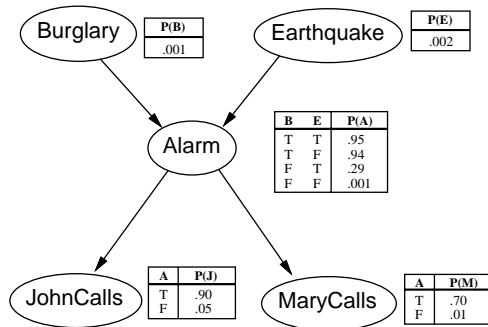 Burglary
P(B)
.001
Earthquake
P(E)
.002
Alarm
B E P(A)
T T .95
T F .94
F T .29
F F .001
JohnCalls
A P(J)
T .90
F .05
MaryCalls
A P(M)
T .70
F .01